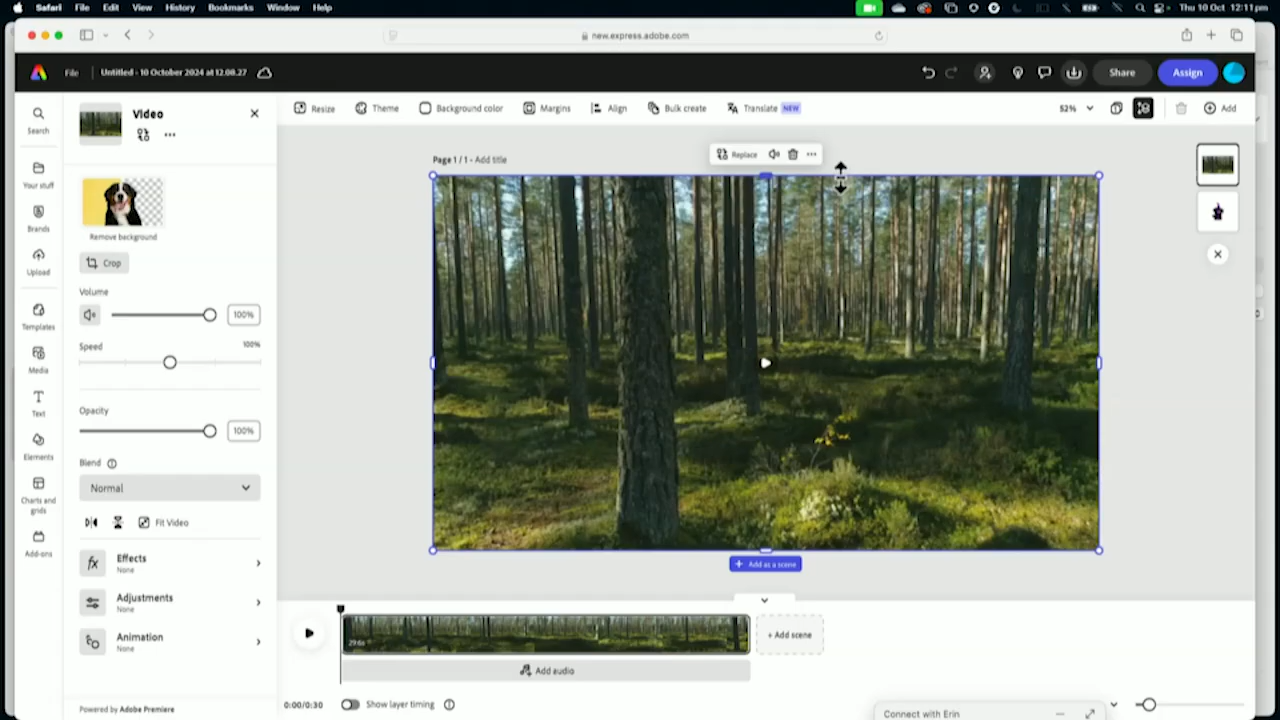 Safari File Edit View History Bookmarks Window Help Thu 10 Oct 12:11pm
new.express.adobe.com
File Untitled - 10 October 2024 at 12.08.27 Share Assign
Search
Your stuff
Brands
Upload
Templates
Media
Text
Elements
Charts and grids
Add-ons
Video
Remove background
Crop
Volume
100%
Speed 100%
Opacity
100%
Blend
Normal
Fit Video
fx Effects
None
Adjustments
None
Animation
None
Powered by Adobe Premiere
Resize Theme Background color Margins Align Bulk create Translate NEW 52% Add
Page 1 / 1 - Add title
Replace
+ Add as a scene
29.6s
+ Add scene
Add audio
0:00/0:30 Show layer timing
Connect with Erin